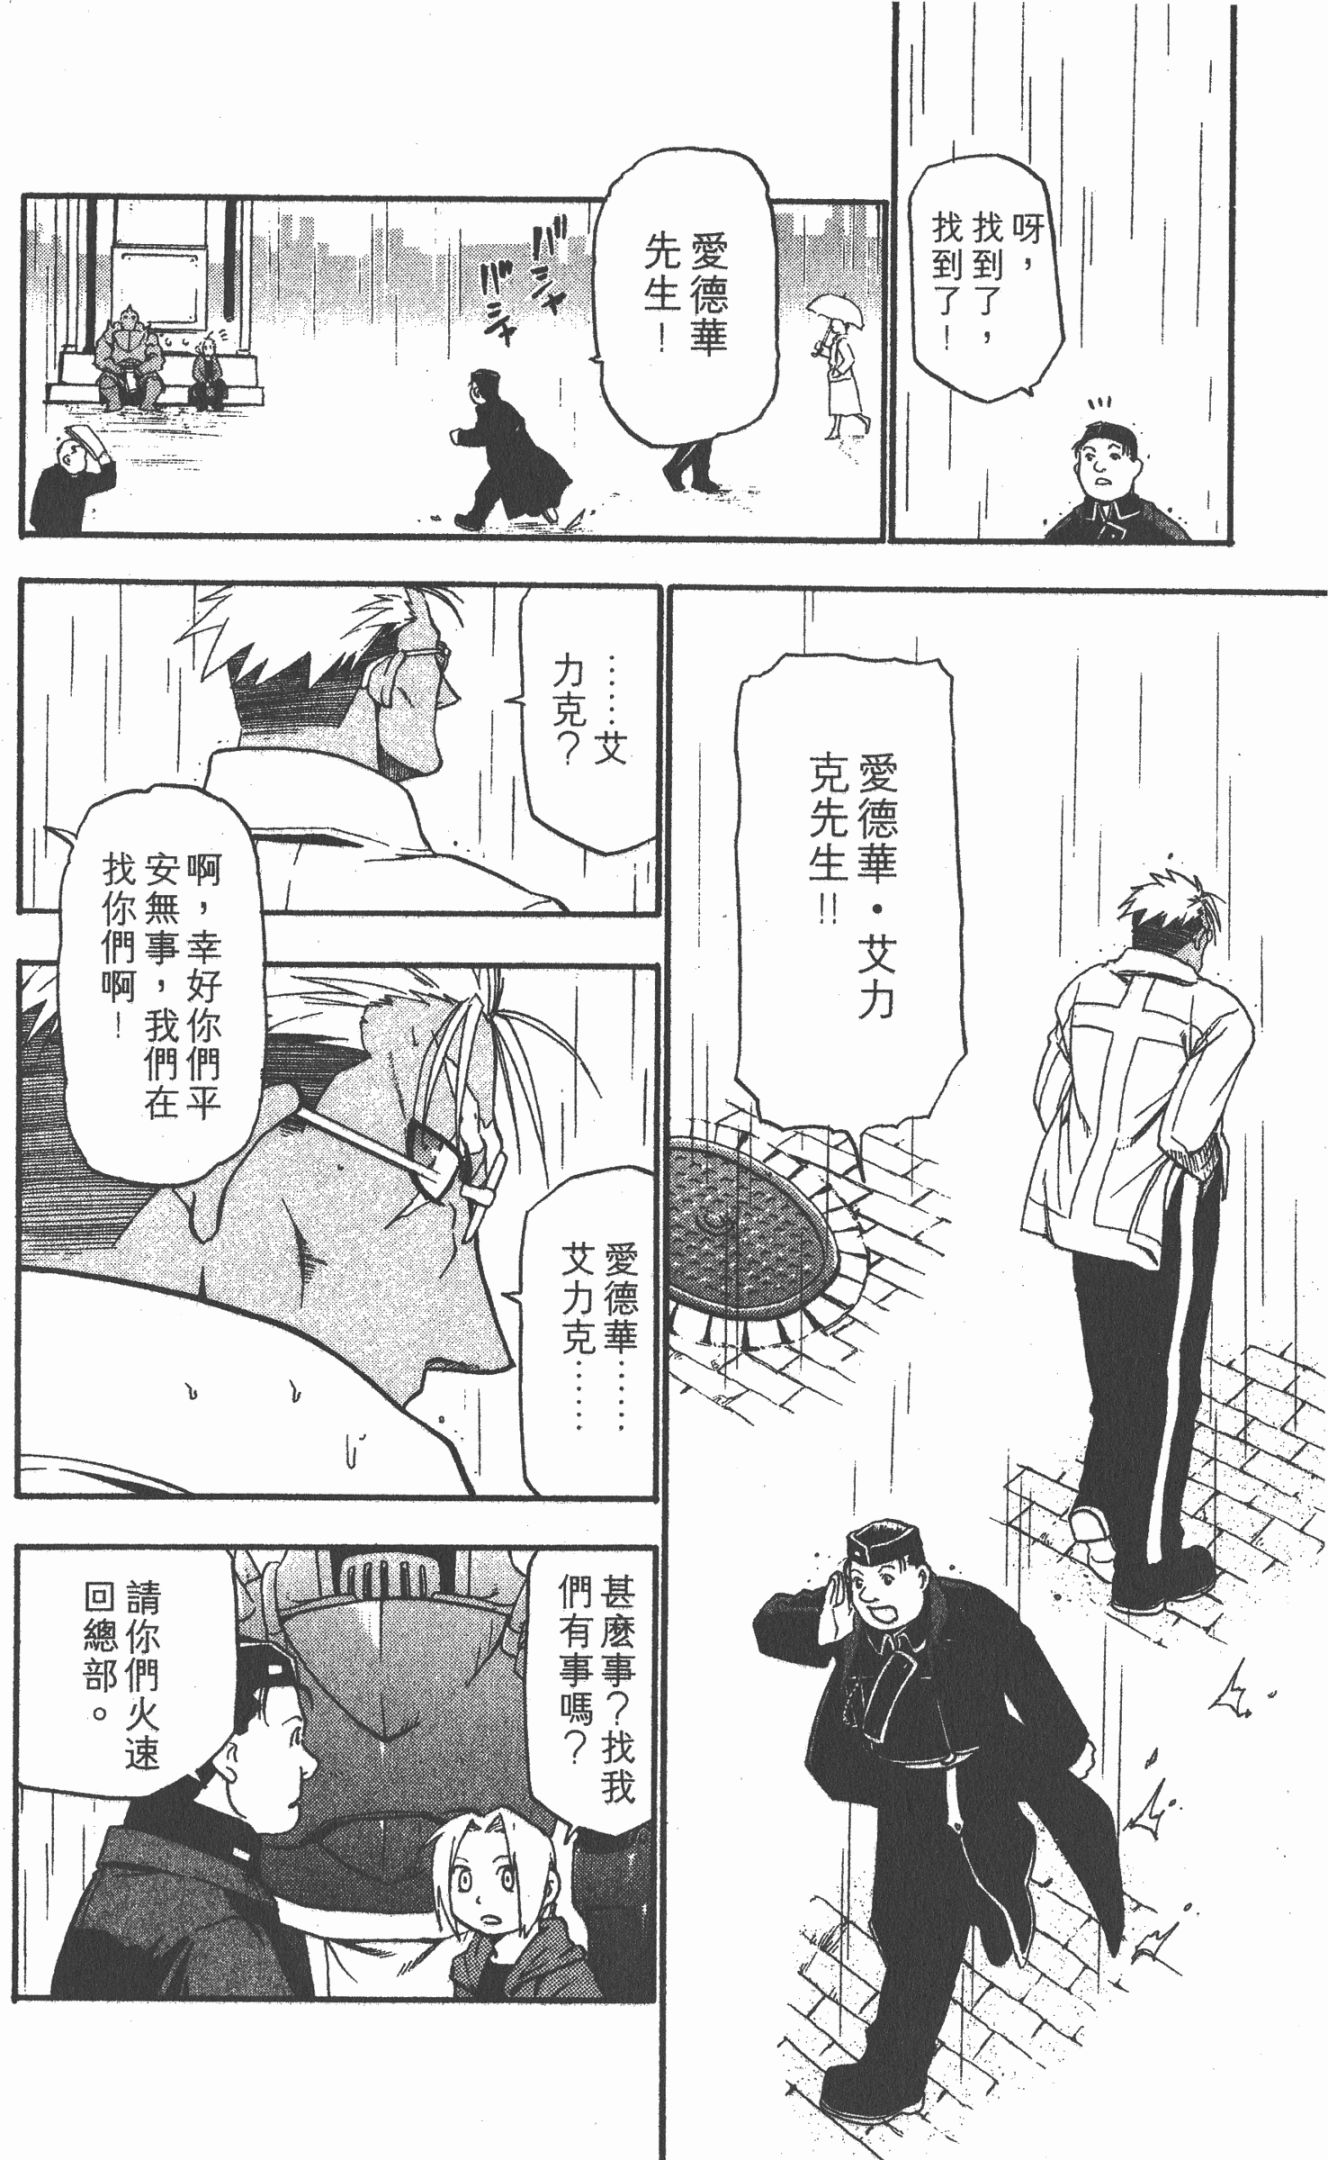 呀，
找到了，
找到了！
愛德華
先生！
バシャ
バシャ
愛德華・艾力
克先生!!
……艾
力克？
啊，幸好你們平
安無事，我們在
找你們啊！
愛德華……
艾力克……
甚麼事？找我
們有事嗎？
請你們火速
回總部。